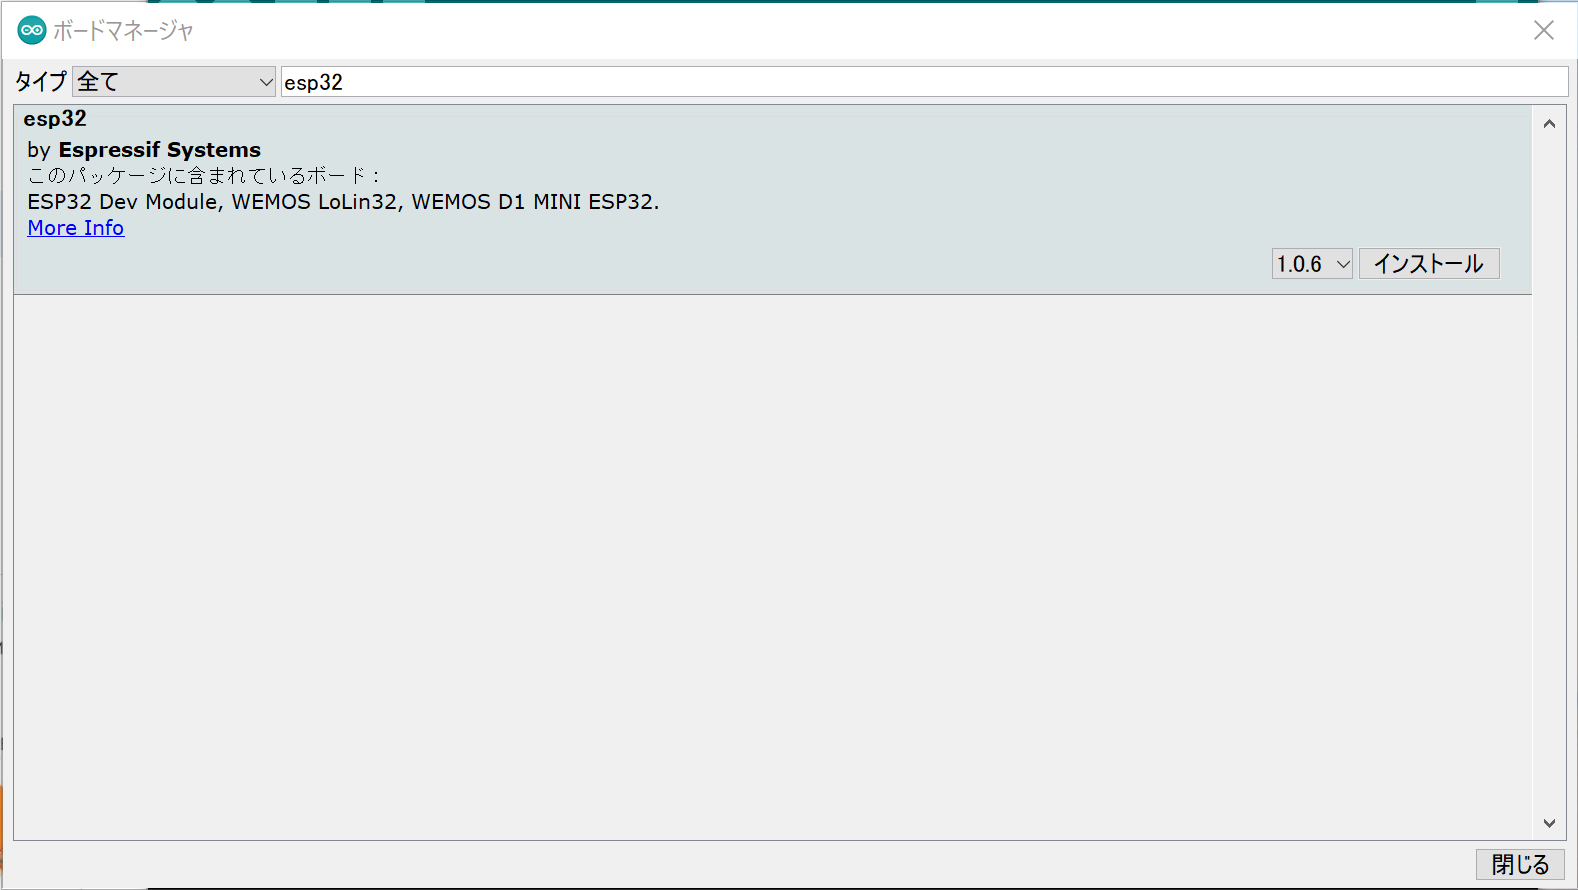 ボードマネージャ
タイプ 全て esp32
esp32
by Espressif Systems
このパッケージに含まれているボード：
ESP32 Dev Module, WEMOS LoLin32, WEMOS D1 MINI ESP32.
More Info
1.0.6 インストール
閉じる